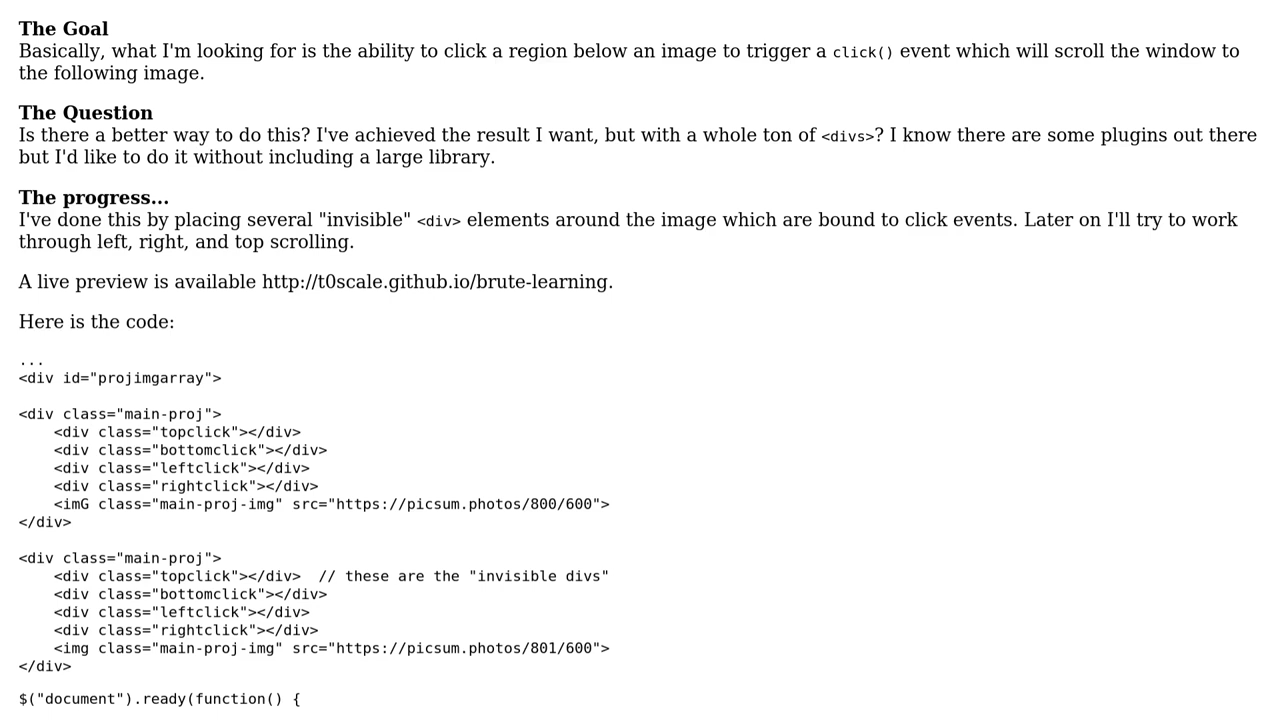 The Goal
Basically, what I'm looking for is the ability to click a region below an image to trigger a click() event which will scroll the window to
the following image.
The Question
Is there a better way to do this? I've achieved the result I want, but with a whole ton of <divs>? I know there are some plugins out there
but I'd like to do it without including a large library.
The progress...
I've done this by placing several "invisible" <div> elements around the image which are bound to click events. Later on I'll try to work
through left, right, and top scrolling.
A live preview is available http://t0scale.github.io/brute-learning.
Here is the code:
...
<div id="projimgarray">
<div class="main-proj">
    <div class="topclick"></div>
    <div class="bottomclick"></div>
    <div class="leftclick"></div>
    <div class="rightclick"></div>
    <imG class="main-proj-img" src="https://picsum.photos/800/600">
</div>
<div class="main-proj">
    <div class="topclick"></div>  // these are the "invisible divs"
    <div class="bottomclick"></div>
    <div class="leftclick"></div>
    <div class="rightclick"></div>
    <img class="main-proj-img" src="https://picsum.photos/801/600">
</div>
$("document").ready(function() {